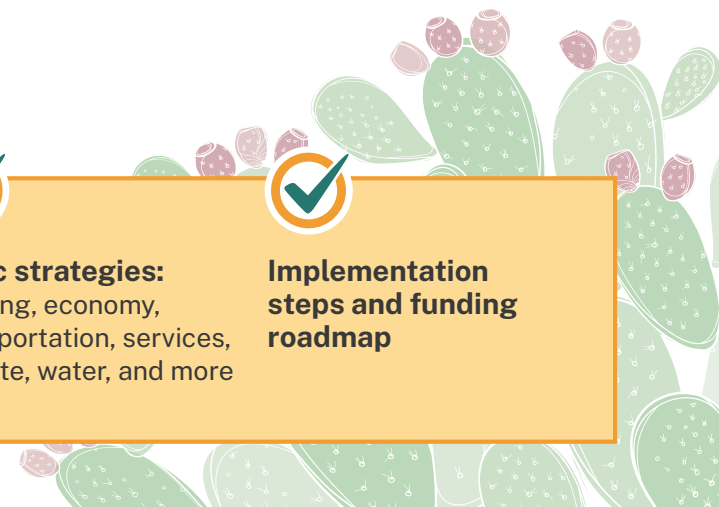 c strategies:
ng, economy,
portation, services,
te, water, and more
Implementation
steps and funding
roadmap